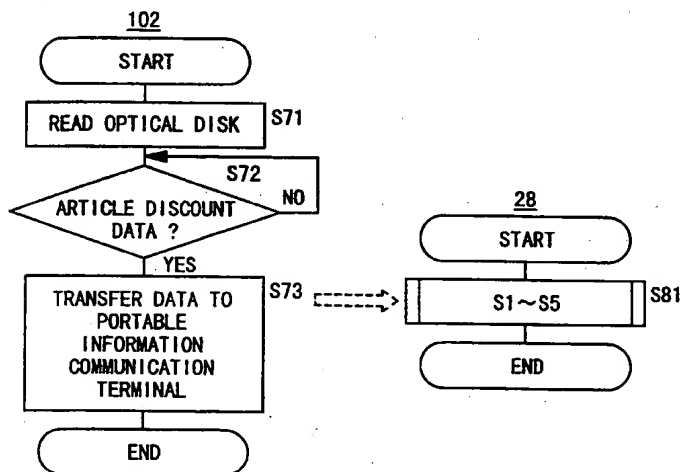 102
START
READ OPTICAL DISK
S71
S72
NO
ARTICLE DISCOUNT
DATA ?
YES
TRANSFER DATA TO
PORTABLE
INFORMATION
COMMUNICATION
TERMINAL
S73
END
28
START
S1~S5
S81
END